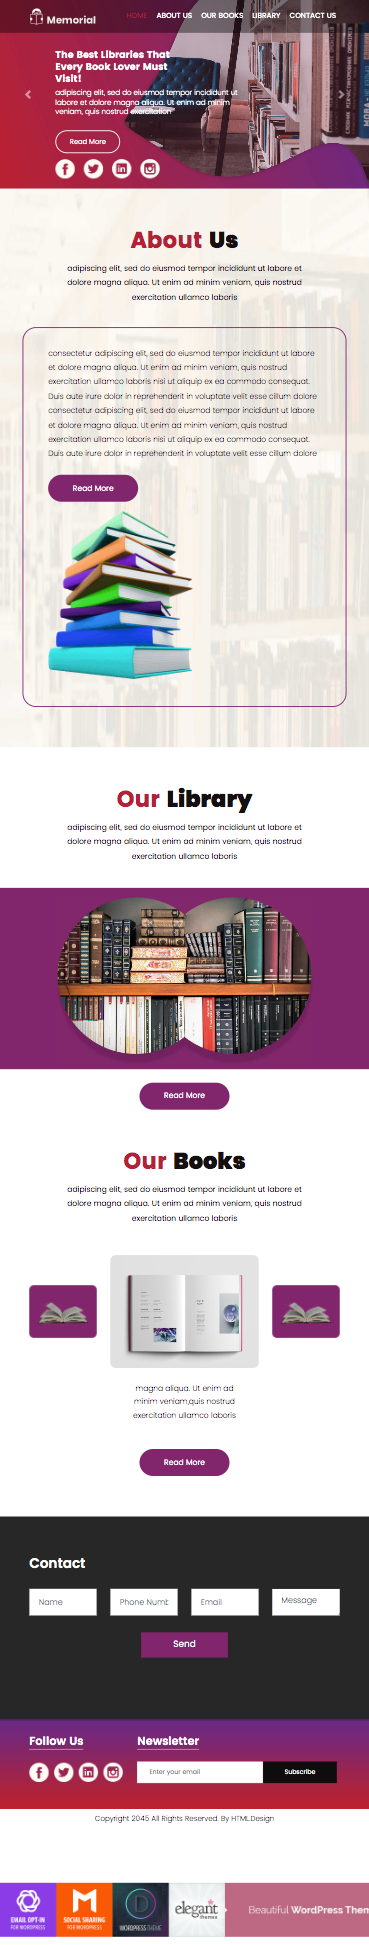 Memorial
HOME ABOUT US OUR BOOKS LIBRARY CONTACT US
The Best Libraries That
Every Book Lover Must
Visit!
adipiscing elit, sed do eiusmod tempor incididunt ut
labore et dolore magna aliqua. Ut enim ad minim
veniam, quis nostrud exercitation
Read More
About Us
adipiscing elit, sed do eiusmod tempor incididunt ut labore et
dolore magna aliqua. Ut enim ad minim veniam, quis nostrud
exercitation ullamco laboris
consectetur adipiscing elit, sed do eiusmod tempor incididunt ut labore
et dolore magna aliqua. Ut enim ad minim veniam, quis nostrud
exercitation ullamco laboris nisi ut aliquip ex ea commodo consequat.
Duis aute irure dolor in reprehenderit in voluptate velit esse cillum dolore
consectetur adipiscing elit, sed do eiusmod tempor incididunt ut labore
et dolore magna aliqua. Ut enim ad minim veniam, quis nostrud
exercitation ullamco laboris nisi ut aliquip ex ea commodo consequat.
Duis aute irure dolor in reprehenderit in voluptate velit esse cillum dolore
Read More
Our Library
adipiscing elit, sed do eiusmod tempor incididunt ut labore et
dolore magna aliqua. Ut enim ad minim veniam, quis nostrud
exercitation ullamco laboris
Read More
Our Books
adipiscing elit, sed do eiusmod tempor incididunt ut labore et
dolore magna aliqua. Ut enim ad minim veniam, quis nostrud
exercitation ullamco laboris
magna aliqua. Ut enim ad
minim veniam,quis nostrud
exercitation ullamco laboris
Read More
Contact
Name Phone Numb Email Message
Send
Follow Us Newsletter
Enter your email Subscribe
Copyright 2045 All Rights Reserved. By HTML.Design
EMAIL OPT-IN
FOR WORDPRESS
SOCIAL SHARING
FOR WORDPRESS
WORDPRESS THEME
elegant
themes
Beautiful WordPress Them